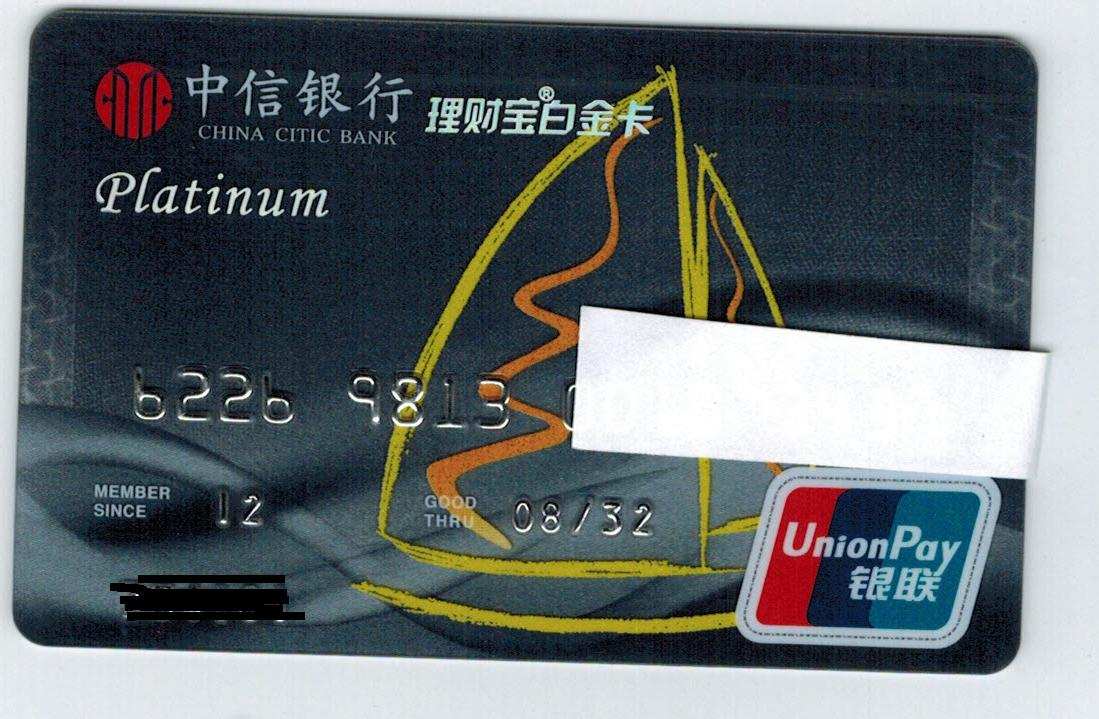 中信银行 理财宝®白金卡
CHINA CITIC BANK
Platinum
6226 9813
MEMBER SINCE 12
GOOD THRU 08/32
UnionPay
银联